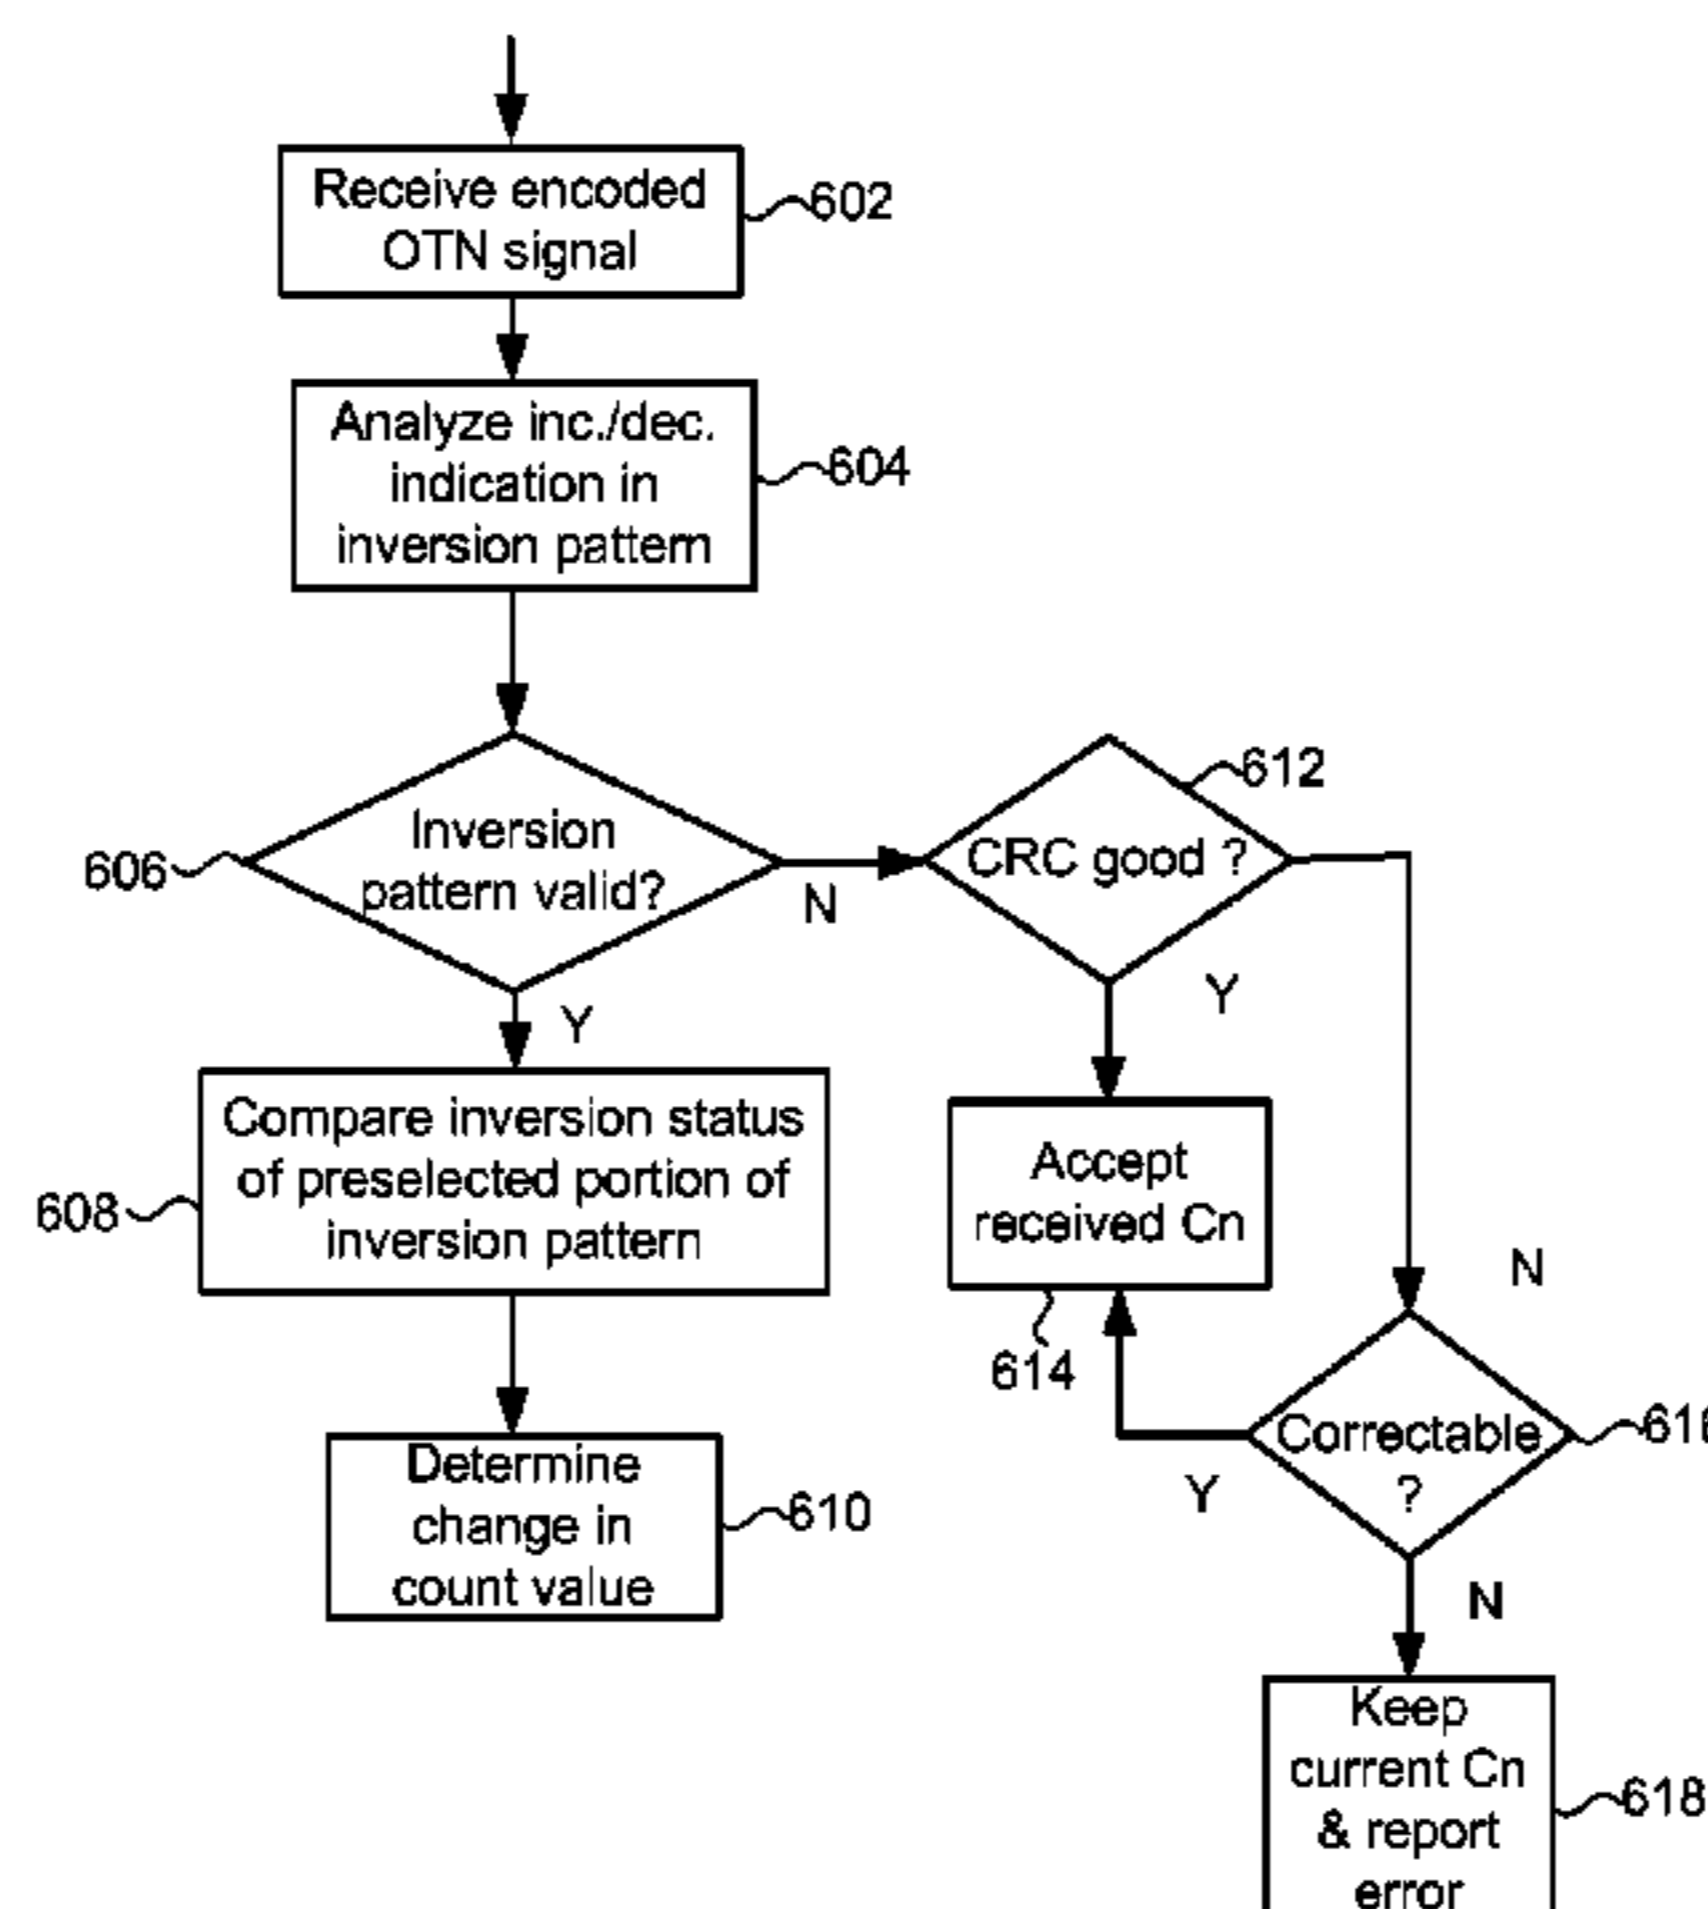 Receive encoded
OTN signal
602
Analyze inc./dec.
indication in
inversion pattern
604
Inversion
pattern valid?
606
N
Y
CRC good ?
612
Y
N
Compare inversion status
of preselected portion of
inversion pattern
608
Accept
received Cn
614
Determine
change in
count value
610
Correctable
?
616
Y
N
Keep
current Cn
& report
error
618